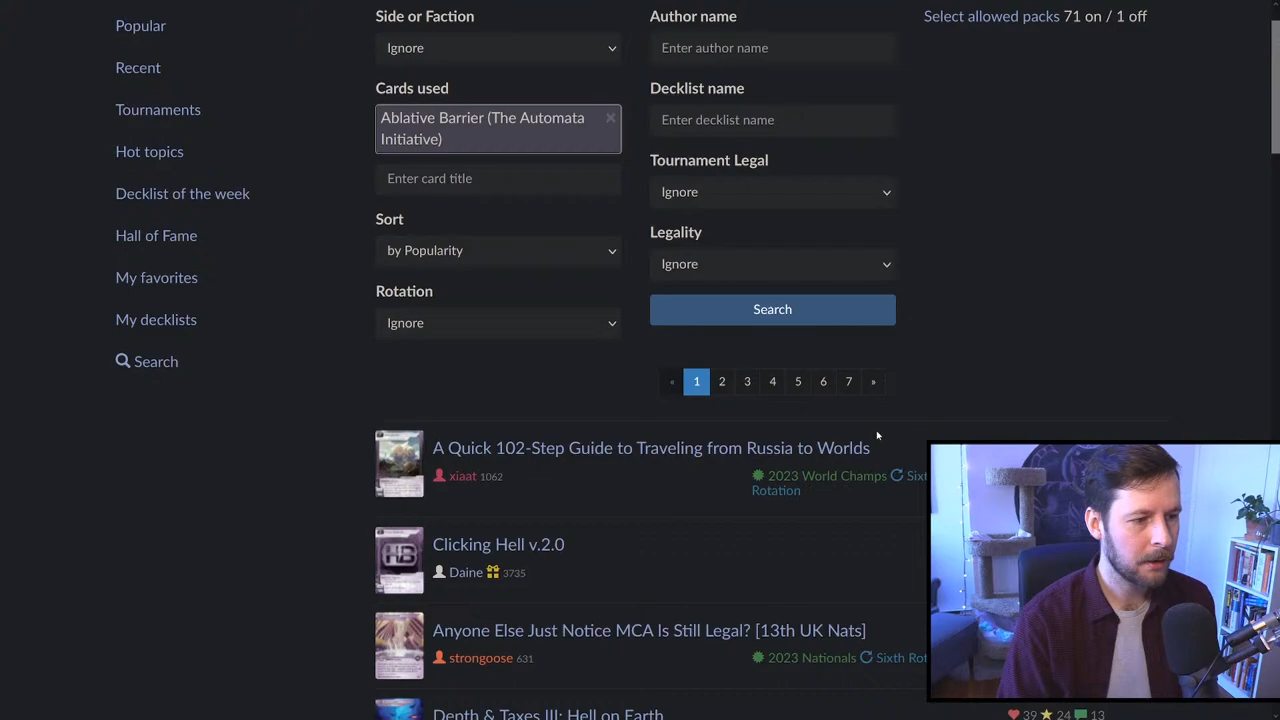 Popular
Recent
Tournaments
Hot topics
Decklist of the week
Hall of Fame
My favorites
My decklists
Search
Side or Faction
Ignore
Cards used
Ablative Barrier (The Automata
Initiative)
×
Enter card title
Sort
by Popularity
Rotation
Ignore
Author name
Enter author name
Decklist name
Enter decklist name
Tournament Legal
Ignore
Legality
Ignore
Search
Select allowed packs 71 on / 1 off
« 1 2 3 4 5 6 7 »
A Quick 102-Step Guide to Traveling from Russia to Worlds
xiaat 1062
2023 World Champs Sixt
Rotation
Clicking Hell v.2.0
Daine 3735
Anyone Else Just Notice MCA Is Still Legal? [13th UK Nats]
strongoose 631
2023 Nationals Sixth Rot
Depth & Taxes III: Hell on Earth
39 24 13